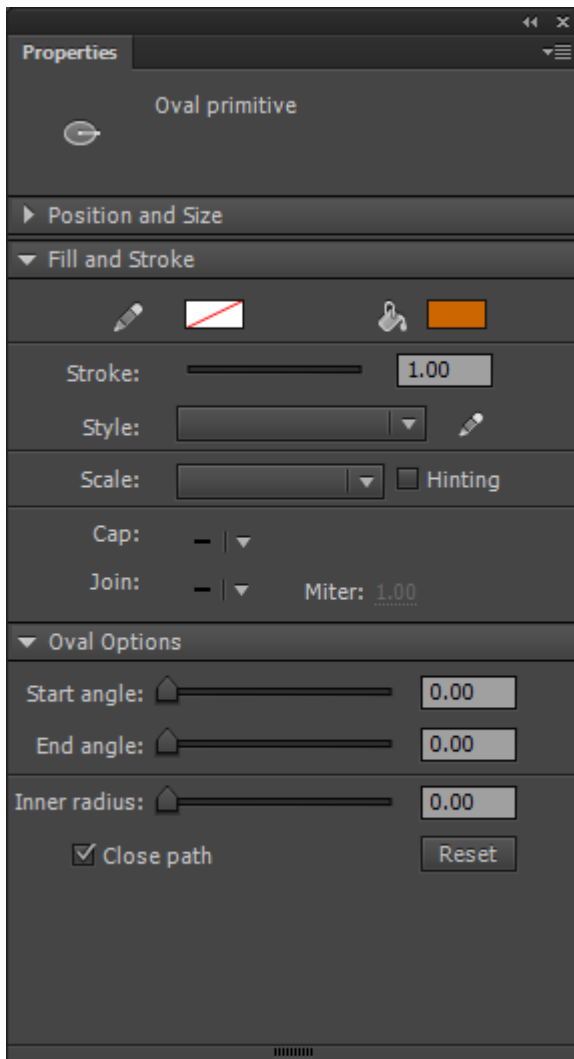 Properties
Oval primitive
Position and Size
Fill and Stroke
Stroke: 1.00
Style:
Scale: Hinting
Cap:
Join: Miter: 1.00
Oval Options
Start angle: 0.00
End angle: 0.00
Inner radius: 0.00
Close path Reset